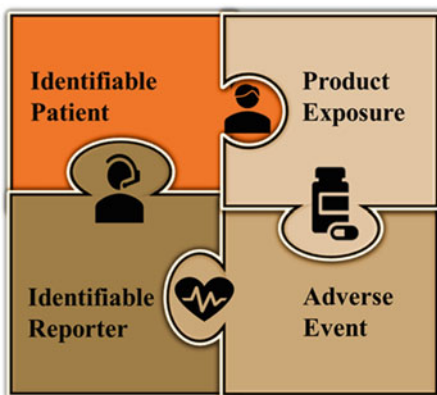 Identifiable
Patient
Product
Exposure
Identifiable
Reporter
Adverse
Event